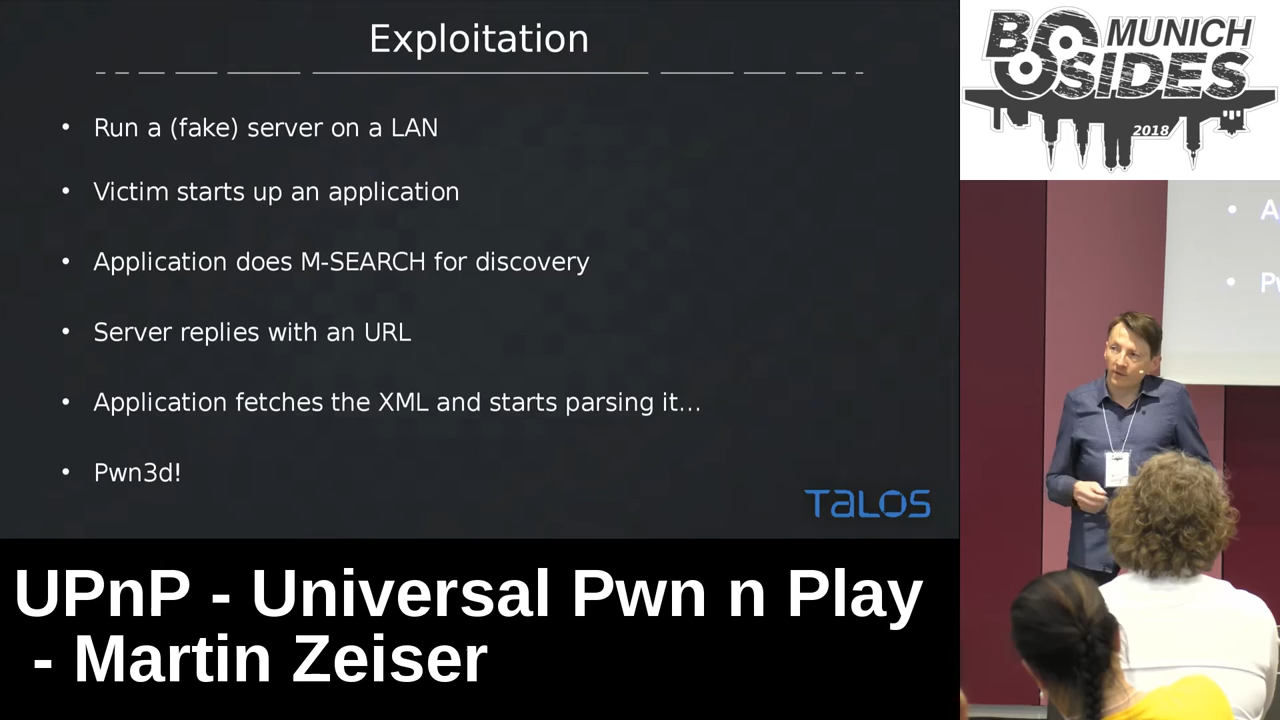 Exploitation
• Run a (fake) server on a LAN
• Victim starts up an application
• Application does M-SEARCH for discovery
• Server replies with an URL
• Application fetches the XML and starts parsing it...
• Pwn3d!
TALOS
UPnP - Universal Pwn n Play
- Martin Zeiser
BSIDES MUNICH
2018
• A
• P